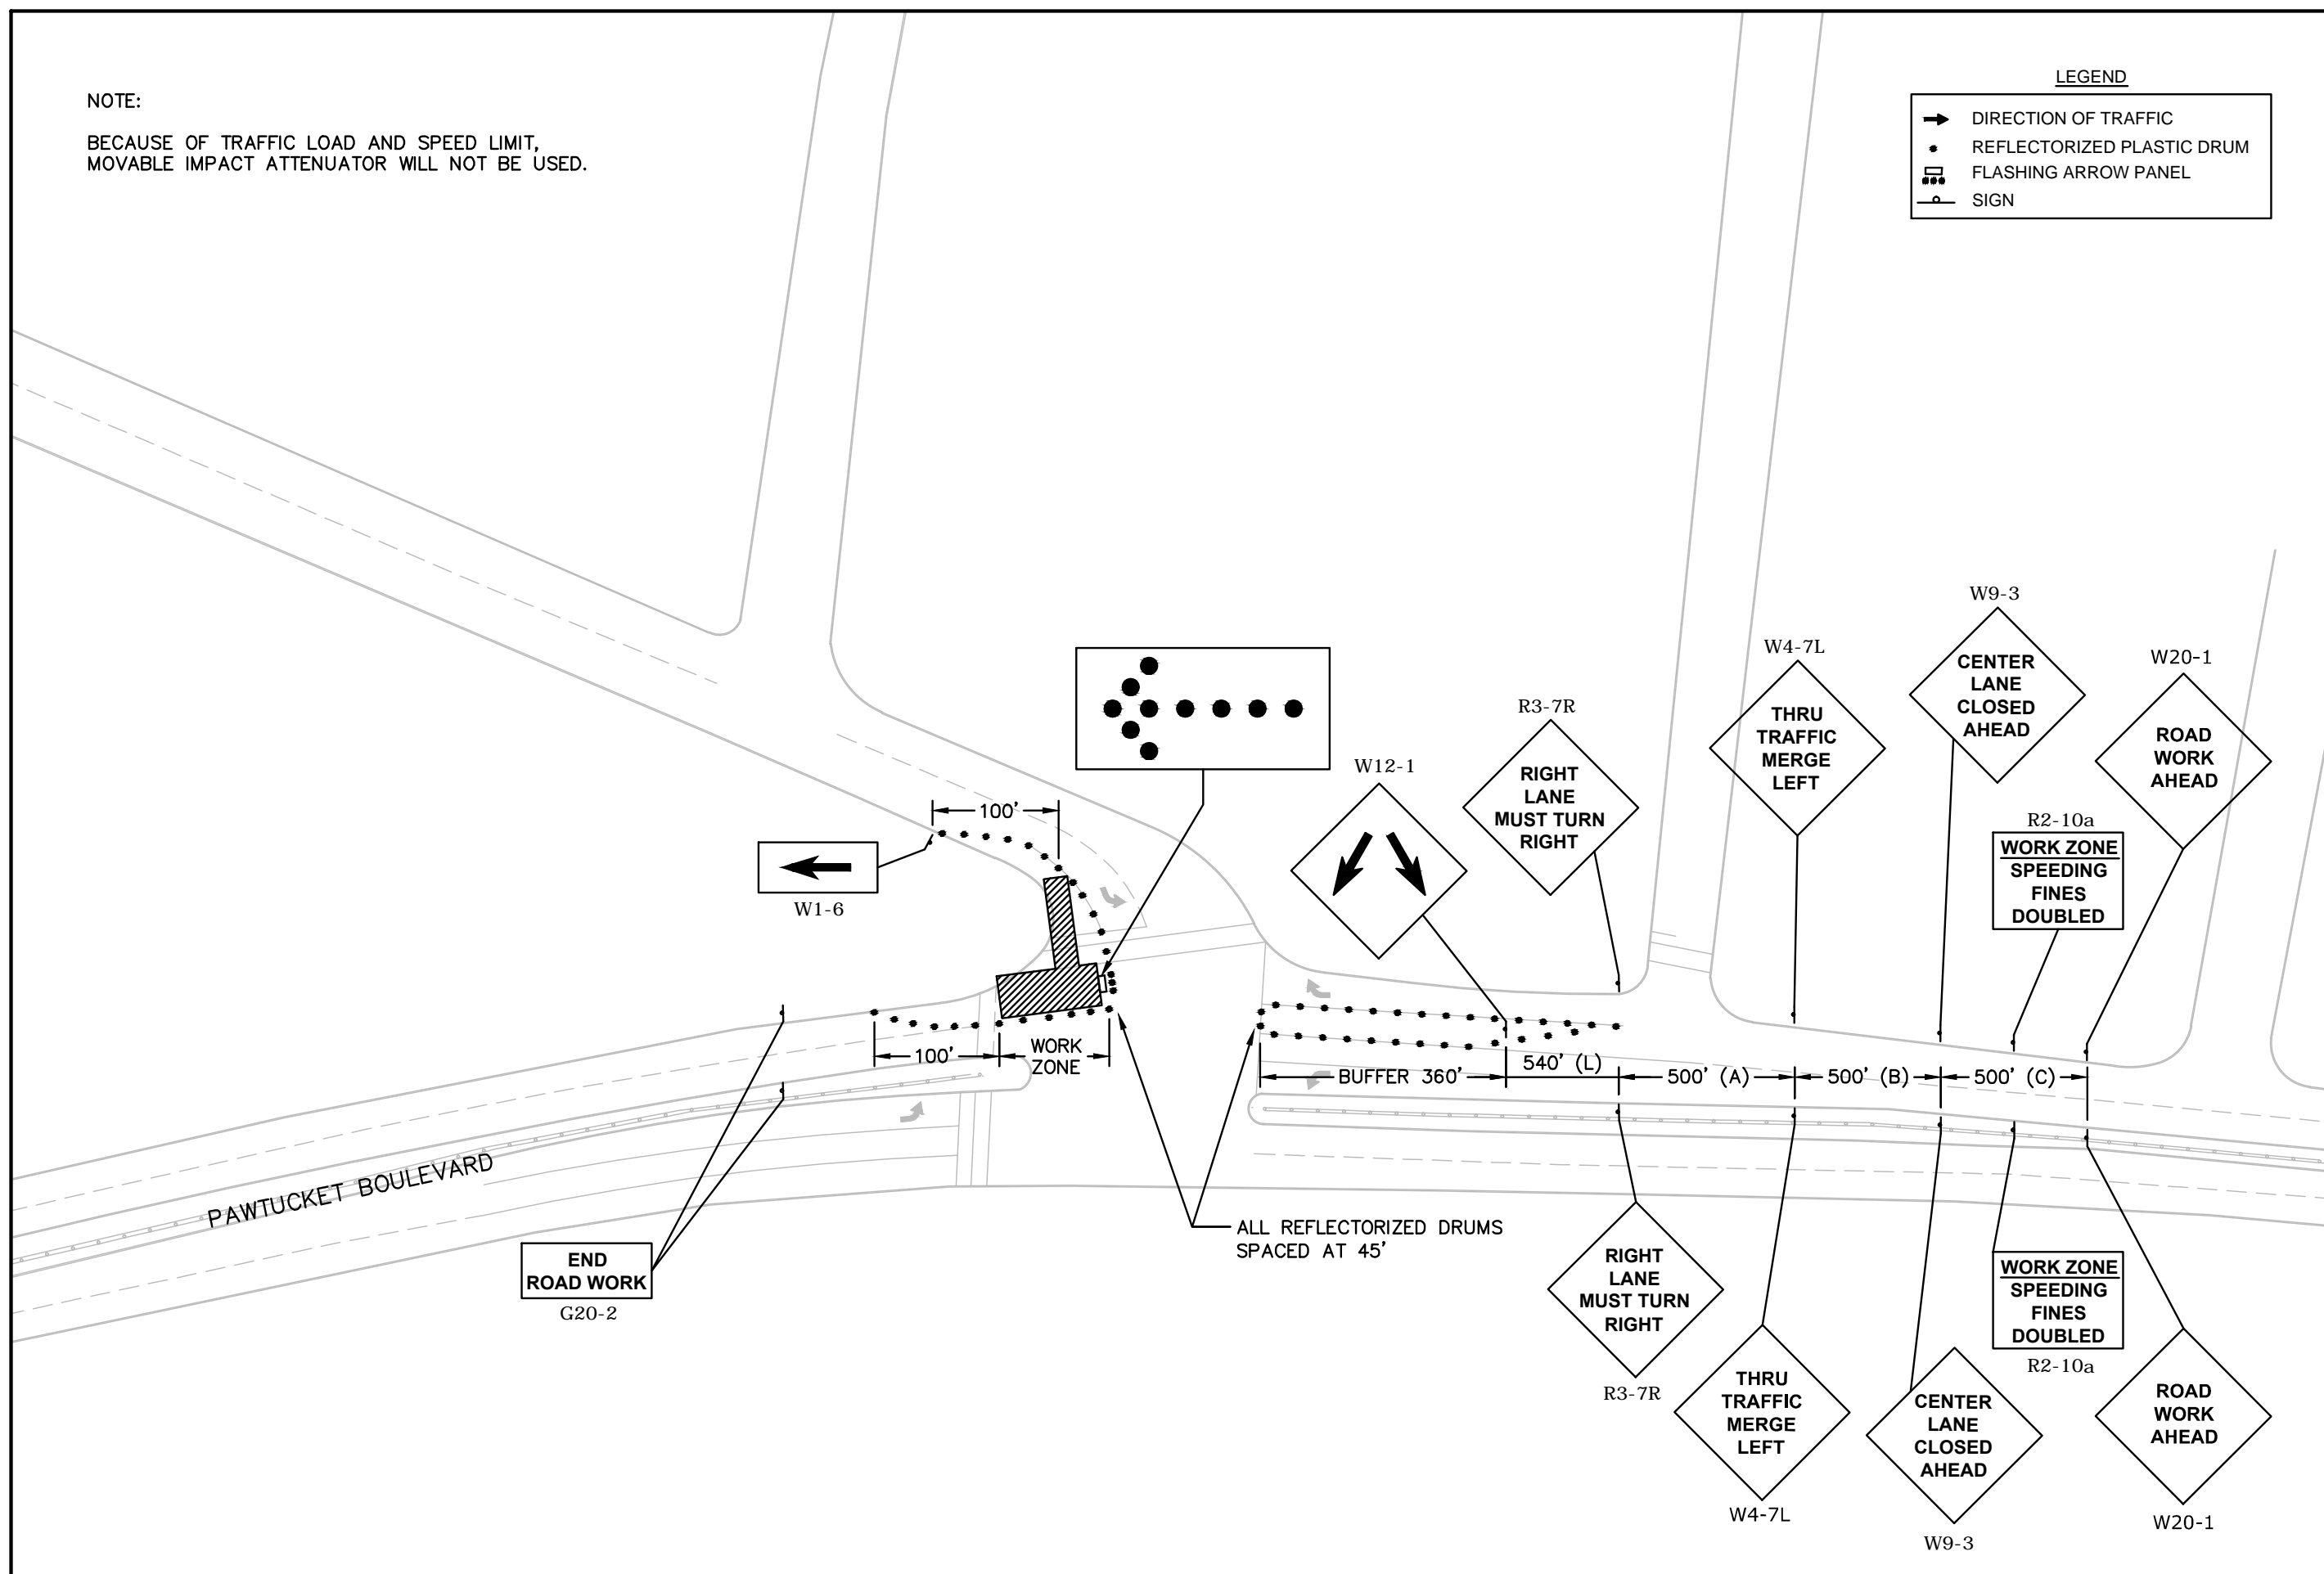 NOTE:
BECAUSE OF TRAFFIC LOAD AND SPEED LIMIT,
MOVABLE IMPACT ATTENUATOR WILL NOT BE USED.
LEGEND
DIRECTION OF TRAFFIC
REFLECTORIZED PLASTIC DRUM
FLASHING ARROW PANEL
SIGN
W9-3
CENTER
LANE
CLOSED
AHEAD
W4-7L
THRU
TRAFFIC
MERGE
LEFT
W20-1
ROAD
WORK
AHEAD
R3-7R
RIGHT
LANE
MUST TURN
RIGHT
W12-1
R2-10a
WORK ZONE
SPEEDING
FINES
DOUBLED
100'
W1-6
100'
WORK
ZONE
BUFFER 360'
540' (L)
500' (A)
500' (B)
500' (C)
PAWTUCKET BOULEVARD
END
ROAD WORK
G20-2
ALL REFLECTORIZED DRUMS
SPACED AT 45'
RIGHT
LANE
MUST TURN
RIGHT
R3-7R
THRU
TRAFFIC
MERGE
LEFT
W4-7L
CENTER
LANE
CLOSED
AHEAD
W9-3
WORK ZONE
SPEEDING
FINES
DOUBLED
R2-10a
ROAD
WORK
AHEAD
W20-1